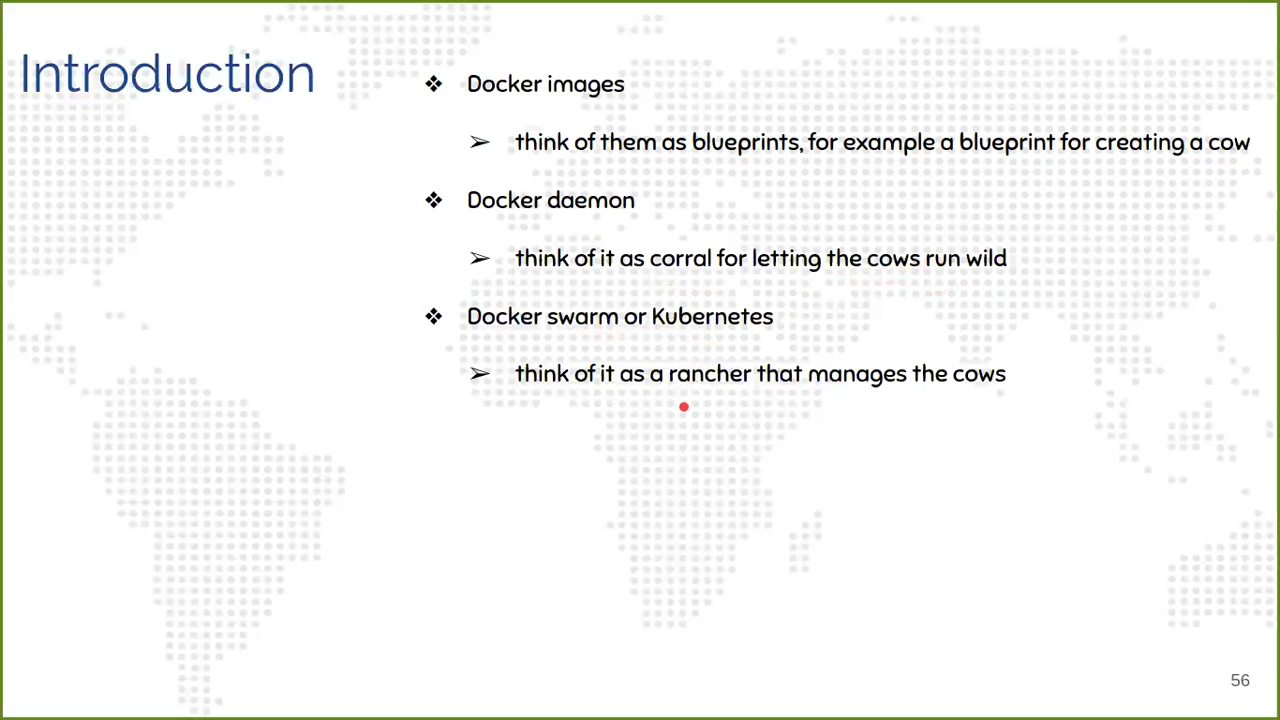 Introduction
❖ Docker images
➢ think of them as blueprints, for example a blueprint for creating a cow
❖ Docker daemon
➢ think of it as corral for letting the cows run wild
❖ Docker swarm or Kubernetes
➢ think of it as a rancher that manages the cows
56